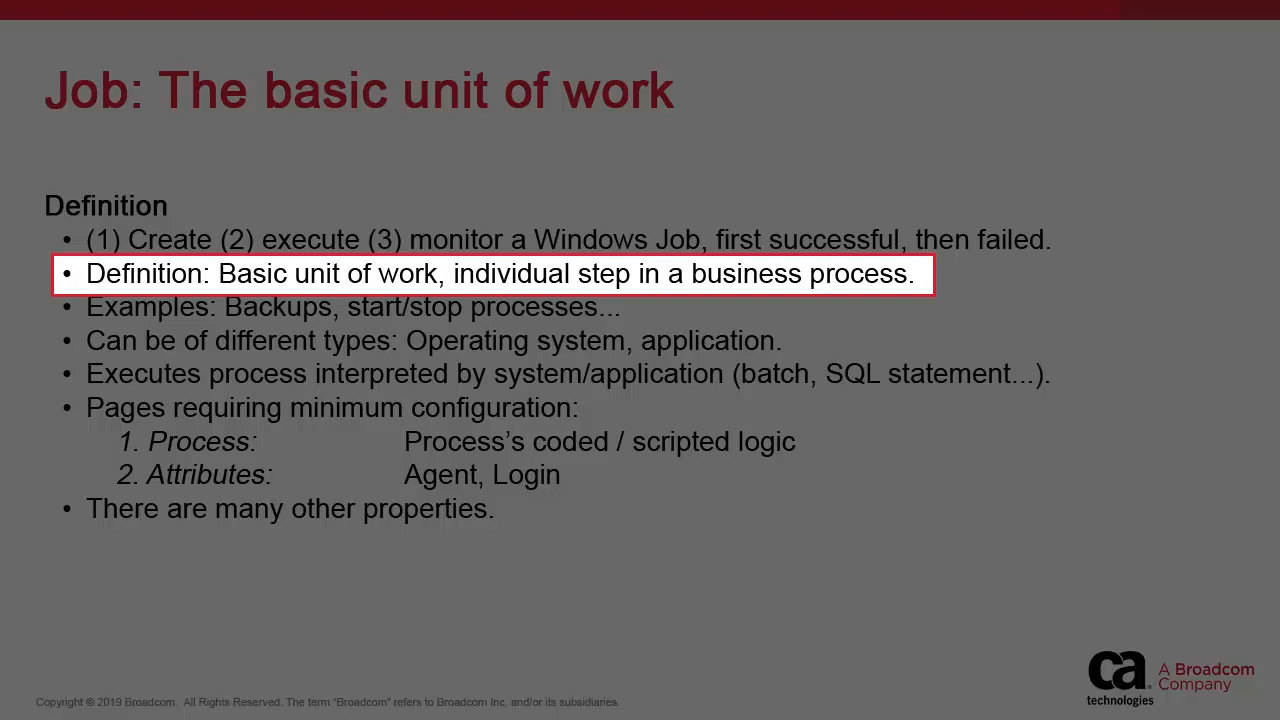 Job: The basic unit of work
Definition
• (1) Create (2) execute (3) monitor a Windows Job, first successful, then failed.
• Definition: Basic unit of work, individual step in a business process.
• Examples: Backups, start/stop processes...
• Can be of different types: Operating system, application.
• Executes process interpreted by system/application (batch, SQL statement...).
• Pages requiring minimum configuration:
1. Process: Process’s coded / scripted logic
2. Attributes: Agent, Login
• There are many other properties.
ca
technologies
A Broadcom
Company
Copyright © 2019 Broadcom. All Rights Reserved. The term “Broadcom” refers to Broadcom Inc. and/or its subsidiaries.